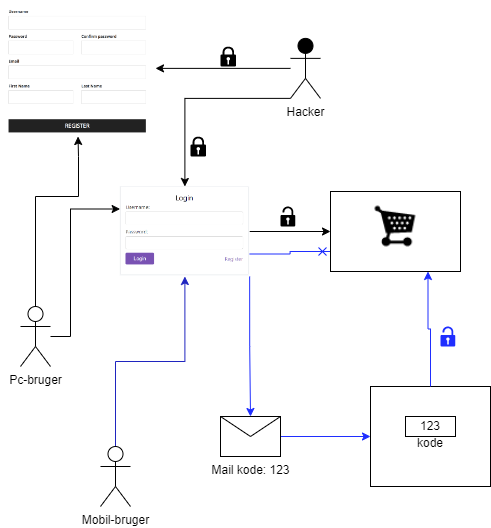 Username
Password Confirm password
Email
First Name Last Name
REGISTER
Hacker
Login
Username:
Password:
Login Register
Pc-bruger
123
kode
Mail kode: 123
Mobil-bruger